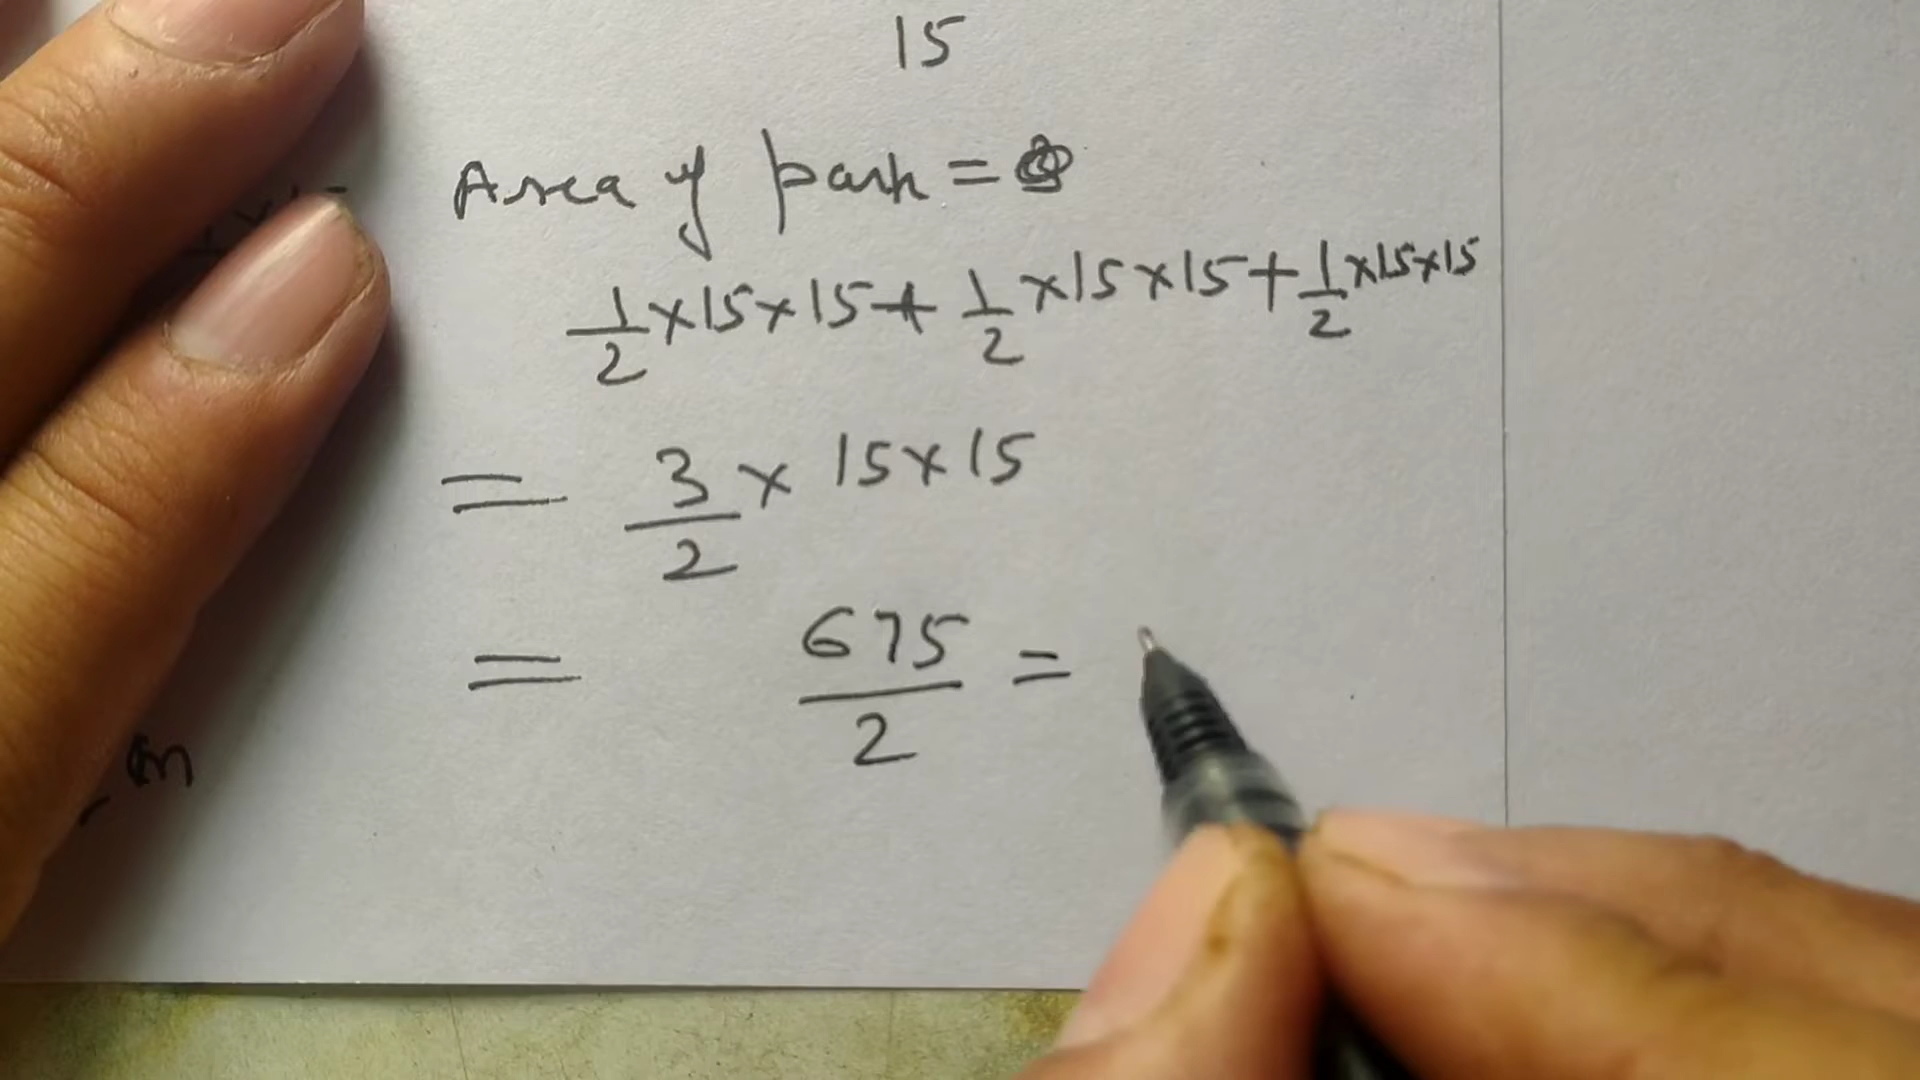 15
Area of park =
1/2 ×15×15+ 1/2 ×15×15+ 1/2 ×15×15
= 3/2 × 15×15
= 675/2 =
m